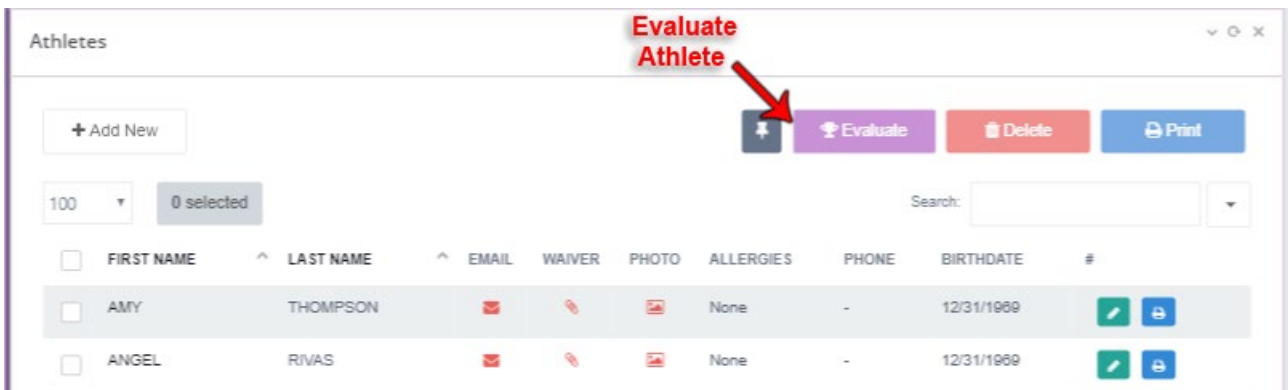 Evaluate
Athletes
Athlete
+ Add New
Evaluate
Delete
Print
100
0 selected
Search:
FIRST NAME LAST NAME EMAIL WAIVER PHOTO ALLERGIES PHONE BIRTHDATE #
AMY THOMPSON None - 12/31/1969
ANGEL RIVAS None - 12/31/1969